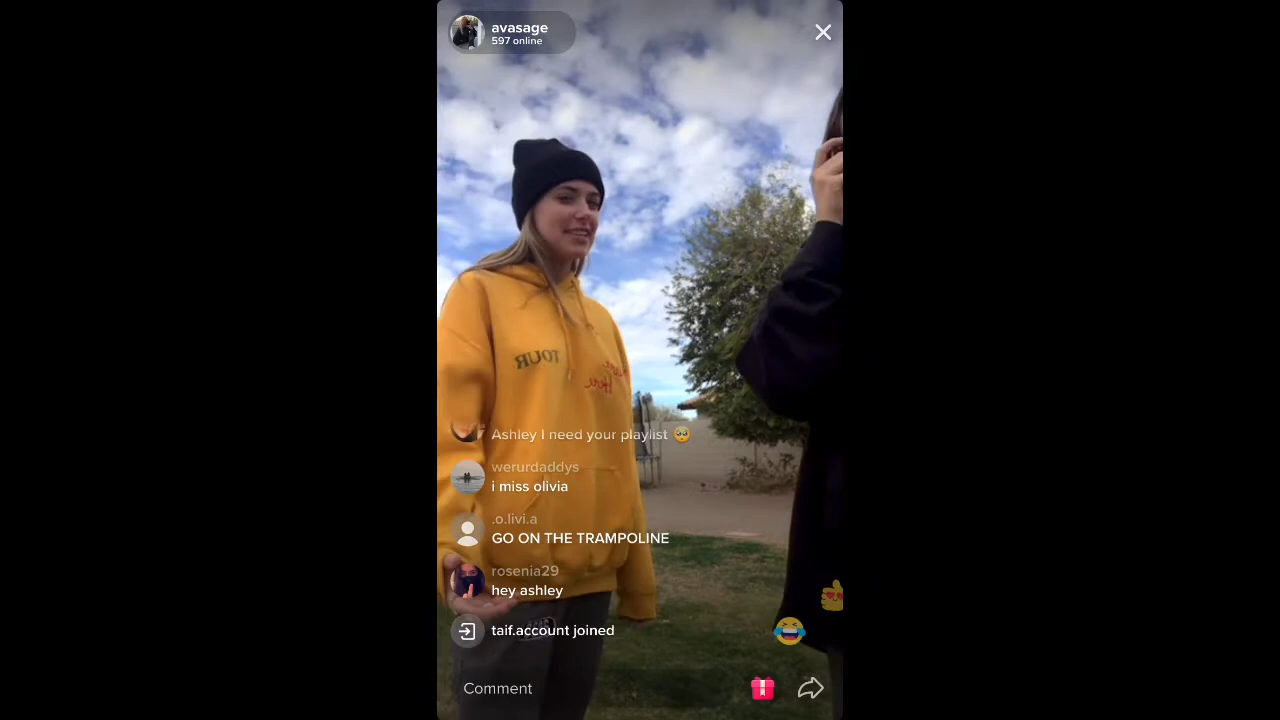 avasage
597 online
TOUR
Ashley I need your playlist 🥺
werurdaddys
i miss olivia
.o.livi.a
GO ON THE TRAMPOLINE
rosenia29
hey ashley
taif.account joined
Comment